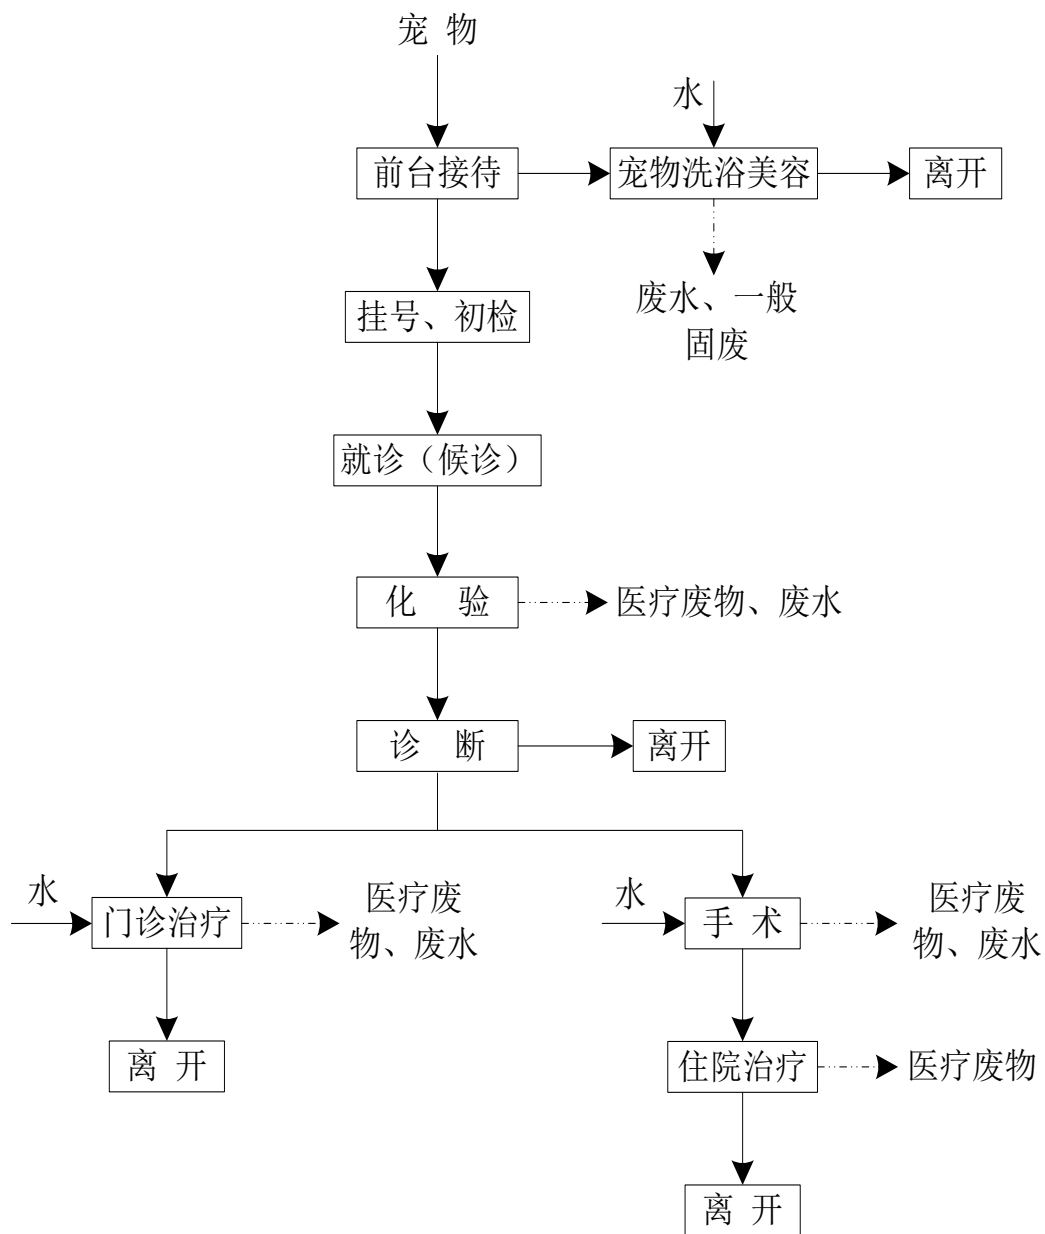 宠 物
水
前台接待
宠物洗浴美容
离开
废水、一般
固废
挂号、初检
就诊（候诊）
化 验
医疗废物、废水
诊 断
离开
水
门诊治疗
医疗废
物、废水
水
手 术
医疗废
物、废水
离 开
住院治疗
医疗废物
离 开